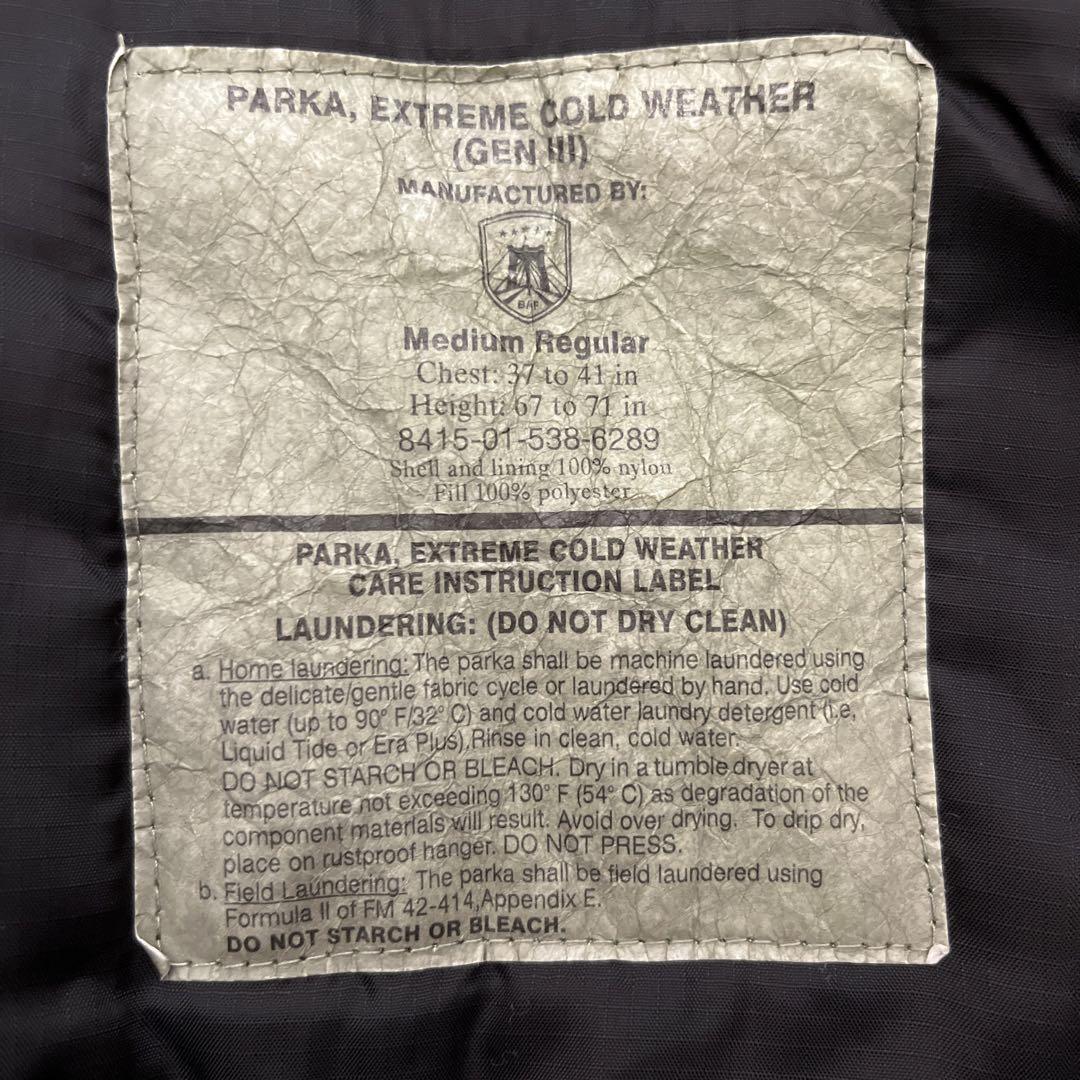 PARKA, EXTREME COLD WEATHER
(GEN III)
MANUFACTURED BY:
BAF
Medium Regular
Chest: 37 to 41 in
Height: 67 to 71 in
8415-01-538-6289
Shell and lining 100% nylon
Fill 100% polyester
PARKA, EXTREME COLD WEATHER
CARE INSTRUCTION LABEL
LAUNDERING: (DO NOT DRY CLEAN)
a. Home laundering: The parka shall be machine laundered using
the delicate/gentle fabric cycle or laundered by hand. Use cold
water (up to 90° F/32° C) and cold water laundry detergent (i.e,
Liquid Tide or Era Plus),Rinse in clean, cold water.
DO NOT STARCH OR BLEACH. Dry in a tumble dryer at
temperature not exceeding 130° F (54° C) as degradation of the
component materials will result. Avoid over drying. To drip dry,
place on rustproof hanger. DO NOT PRESS.
b. Field Laundering: The parka shall be field laundered using
Formula II of FM 42-414,Appendix E.
DO NOT STARCH OR BLEACH.